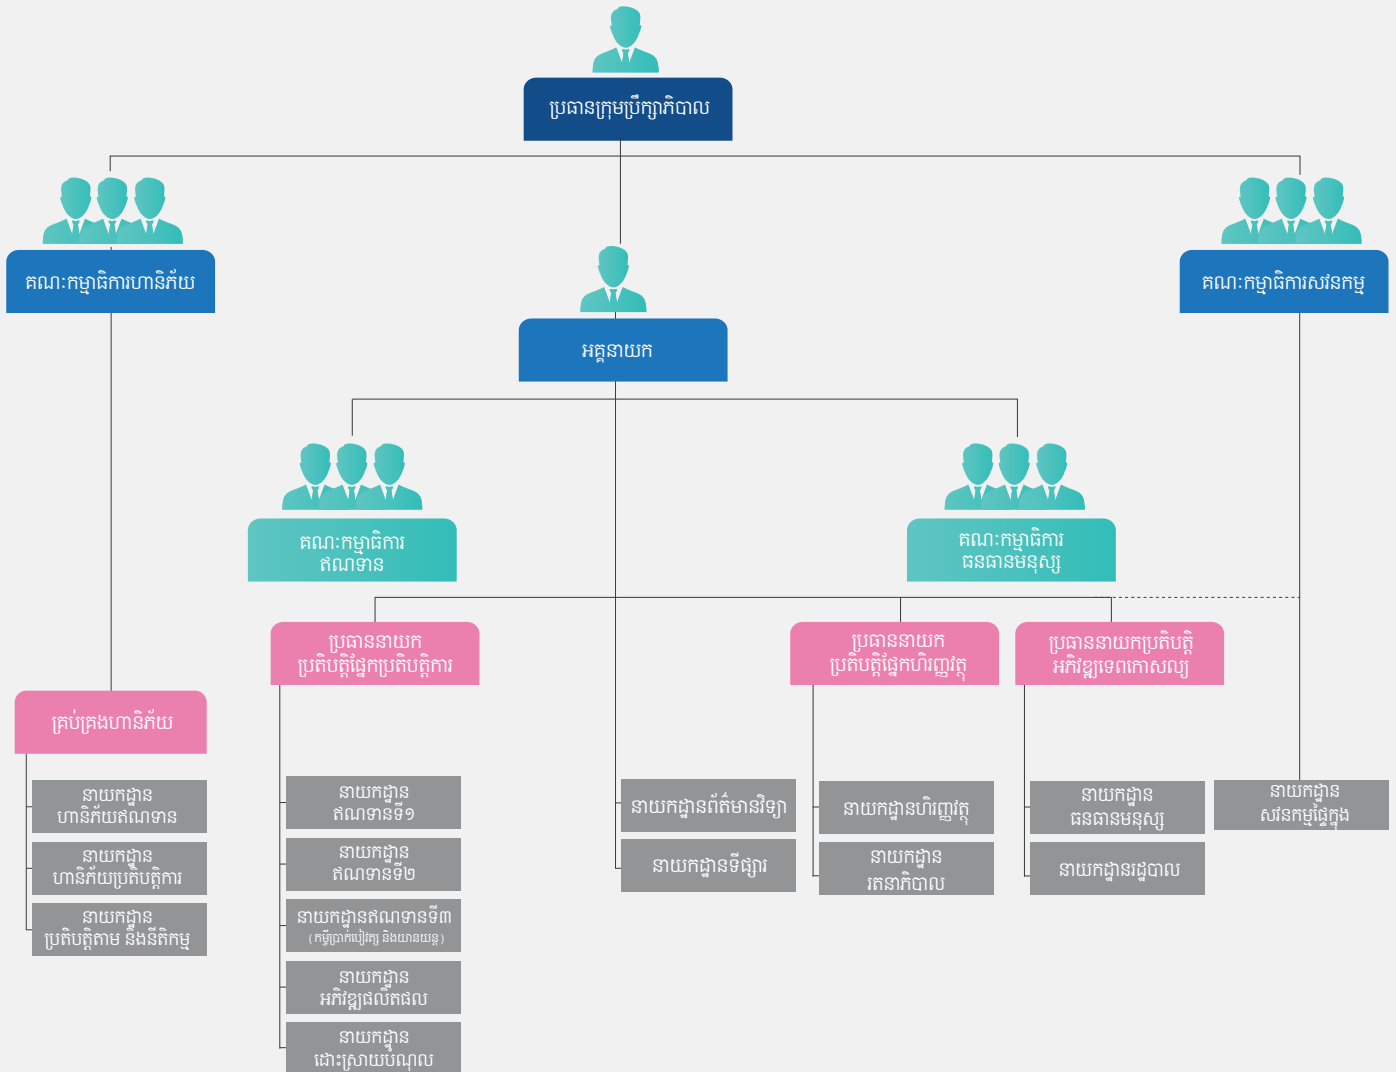 ប្រធានក្រុមប្រឹក្សាភិបាល
គណៈកម្មាធិការហានិភ័យ
គណៈកម្មាធិការសវនកម្ម
អគ្គនាយក
គណៈកម្មាធិការ
ឥណទាន
គណៈកម្មាធិការ
ធនធានមនុស្ស
ប្រធាននាយក
ប្រតិបត្តិផ្នែកប្រតិបត្តិការ
ប្រធាននាយក
ប្រតិបត្តិផ្នែកហិរញ្ញវត្ថុ
ប្រធាននាយកប្រតិបត្តិ
អភិវឌ្ឍទេពកោសល្យ
គ្រប់គ្រងហានិភ័យ
នាយកដ្ឋាន
ហានិភ័យឥណទាន
នាយកដ្ឋាន
ហានិភ័យប្រតិបត្តិការ
នាយកដ្ឋាន
ប្រតិបត្តិតាម និងនីតិកម្ម
នាយកដ្ឋាន
ឥណទានទី១
នាយកដ្ឋាន
ឥណទានទី២
នាយកដ្ឋានឥណទានទី៣
(កម្ចីប្រាក់បៀវត្ស និងយានយន្ត)
នាយកដ្ឋាន
អភិវឌ្ឍផលិតផល
នាយកដ្ឋាន
ដោះស្រាយបំណុល
នាយកដ្ឋានព័ត៌មានវិទ្យា
នាយកដ្ឋានទីផ្សារ
នាយកដ្ឋានហិរញ្ញវត្ថុ
នាយកដ្ឋាន
រតនាភិបាល
នាយកដ្ឋាន
ធនធានមនុស្ស
នាយកដ្ឋានរដ្ឋបាល
នាយកដ្ឋាន
សវនកម្មផ្ទៃក្នុង